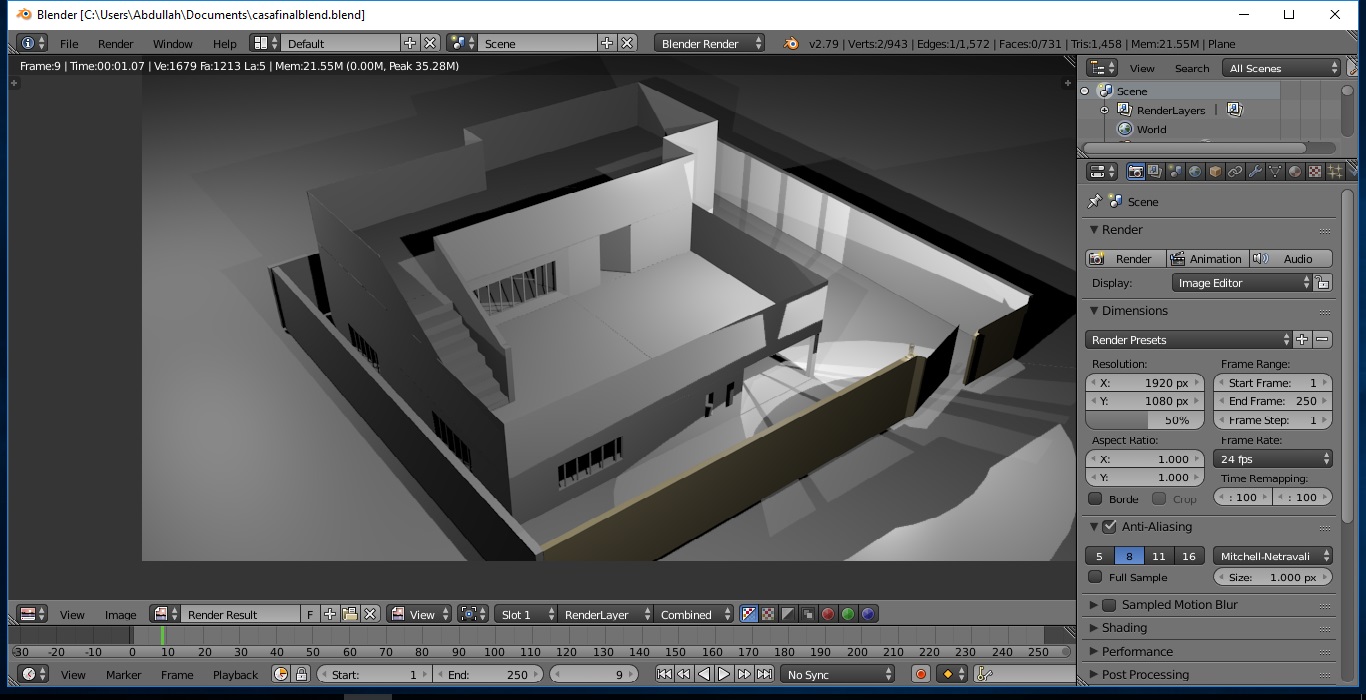 Blender [C:\Users\Abdullah\Documents\casafinalblend.blend]
File Render Window Help Default Scene Blender Render v2.79 | Verts:2/943 | Edges:1/1,572 | Faces:0/731 | Tris:1,458 | Mem:21.55M | Plane
Frame:9 | Time:00:01.07 | Ve:1679 Fa:1213 La:5 | Mem:21.55M (0.00M, Peak 35.28M)
View Search All Scenes
Scene
RenderLayers |
World
Scene
Render
Render Animation Audio
Display: Image Editor
Dimensions
Render Presets
Resolution: Frame Range:
X: 1920 px Start Frame: 1
Y: 1080 px End Frame: 250
50% Frame Step: 1
Aspect Ratio: Frame Rate:
X: 1.000 24 fps
Y: 1.000 Time Remapping:
Borde Crop : 100 : 100
Anti-Aliasing
5 8 11 16 Mitchell-Netravali
Full Sample Size: 1.000 px
Sampled Motion Blur
Shading
Performance
Post Processing
View Image Render Result F View Slot 1 RenderLayer Combined
-30 -20 -10 0 10 20 30 40 50 60 70 80 90 100 110 120 130 140 150 160 170 180 190 200 210 220 230 240 250
View Marker Frame Playback Start: 1 End: 250 9 No Sync